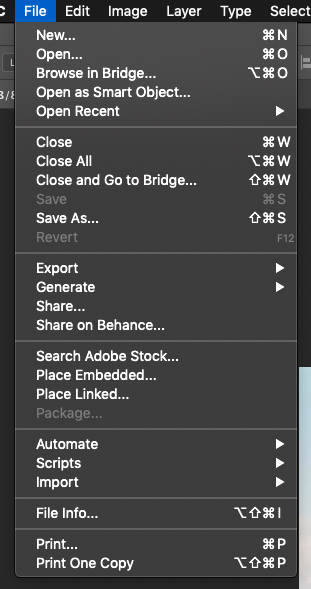 C File Edit Image Layer Type Select
New... ⌘N
Open... ⌘O
Browse in Bridge... ⌥⌘O
Open as Smart Object...
Open Recent ▶
Close ⌘W
Close All ⌥⌘W
Close and Go to Bridge... ⇧⌘W
Save ⌘S
Save As... ⇧⌘S
Revert F12
Export ▶
Generate ▶
Share...
Share on Behance...
Search Adobe Stock...
Place Embedded...
Place Linked...
Package...
Automate ▶
Scripts ▶
Import ▶
File Info... ⌥⇧⌘I
Print... ⌘P
Print One Copy ⌥⇧⌘P